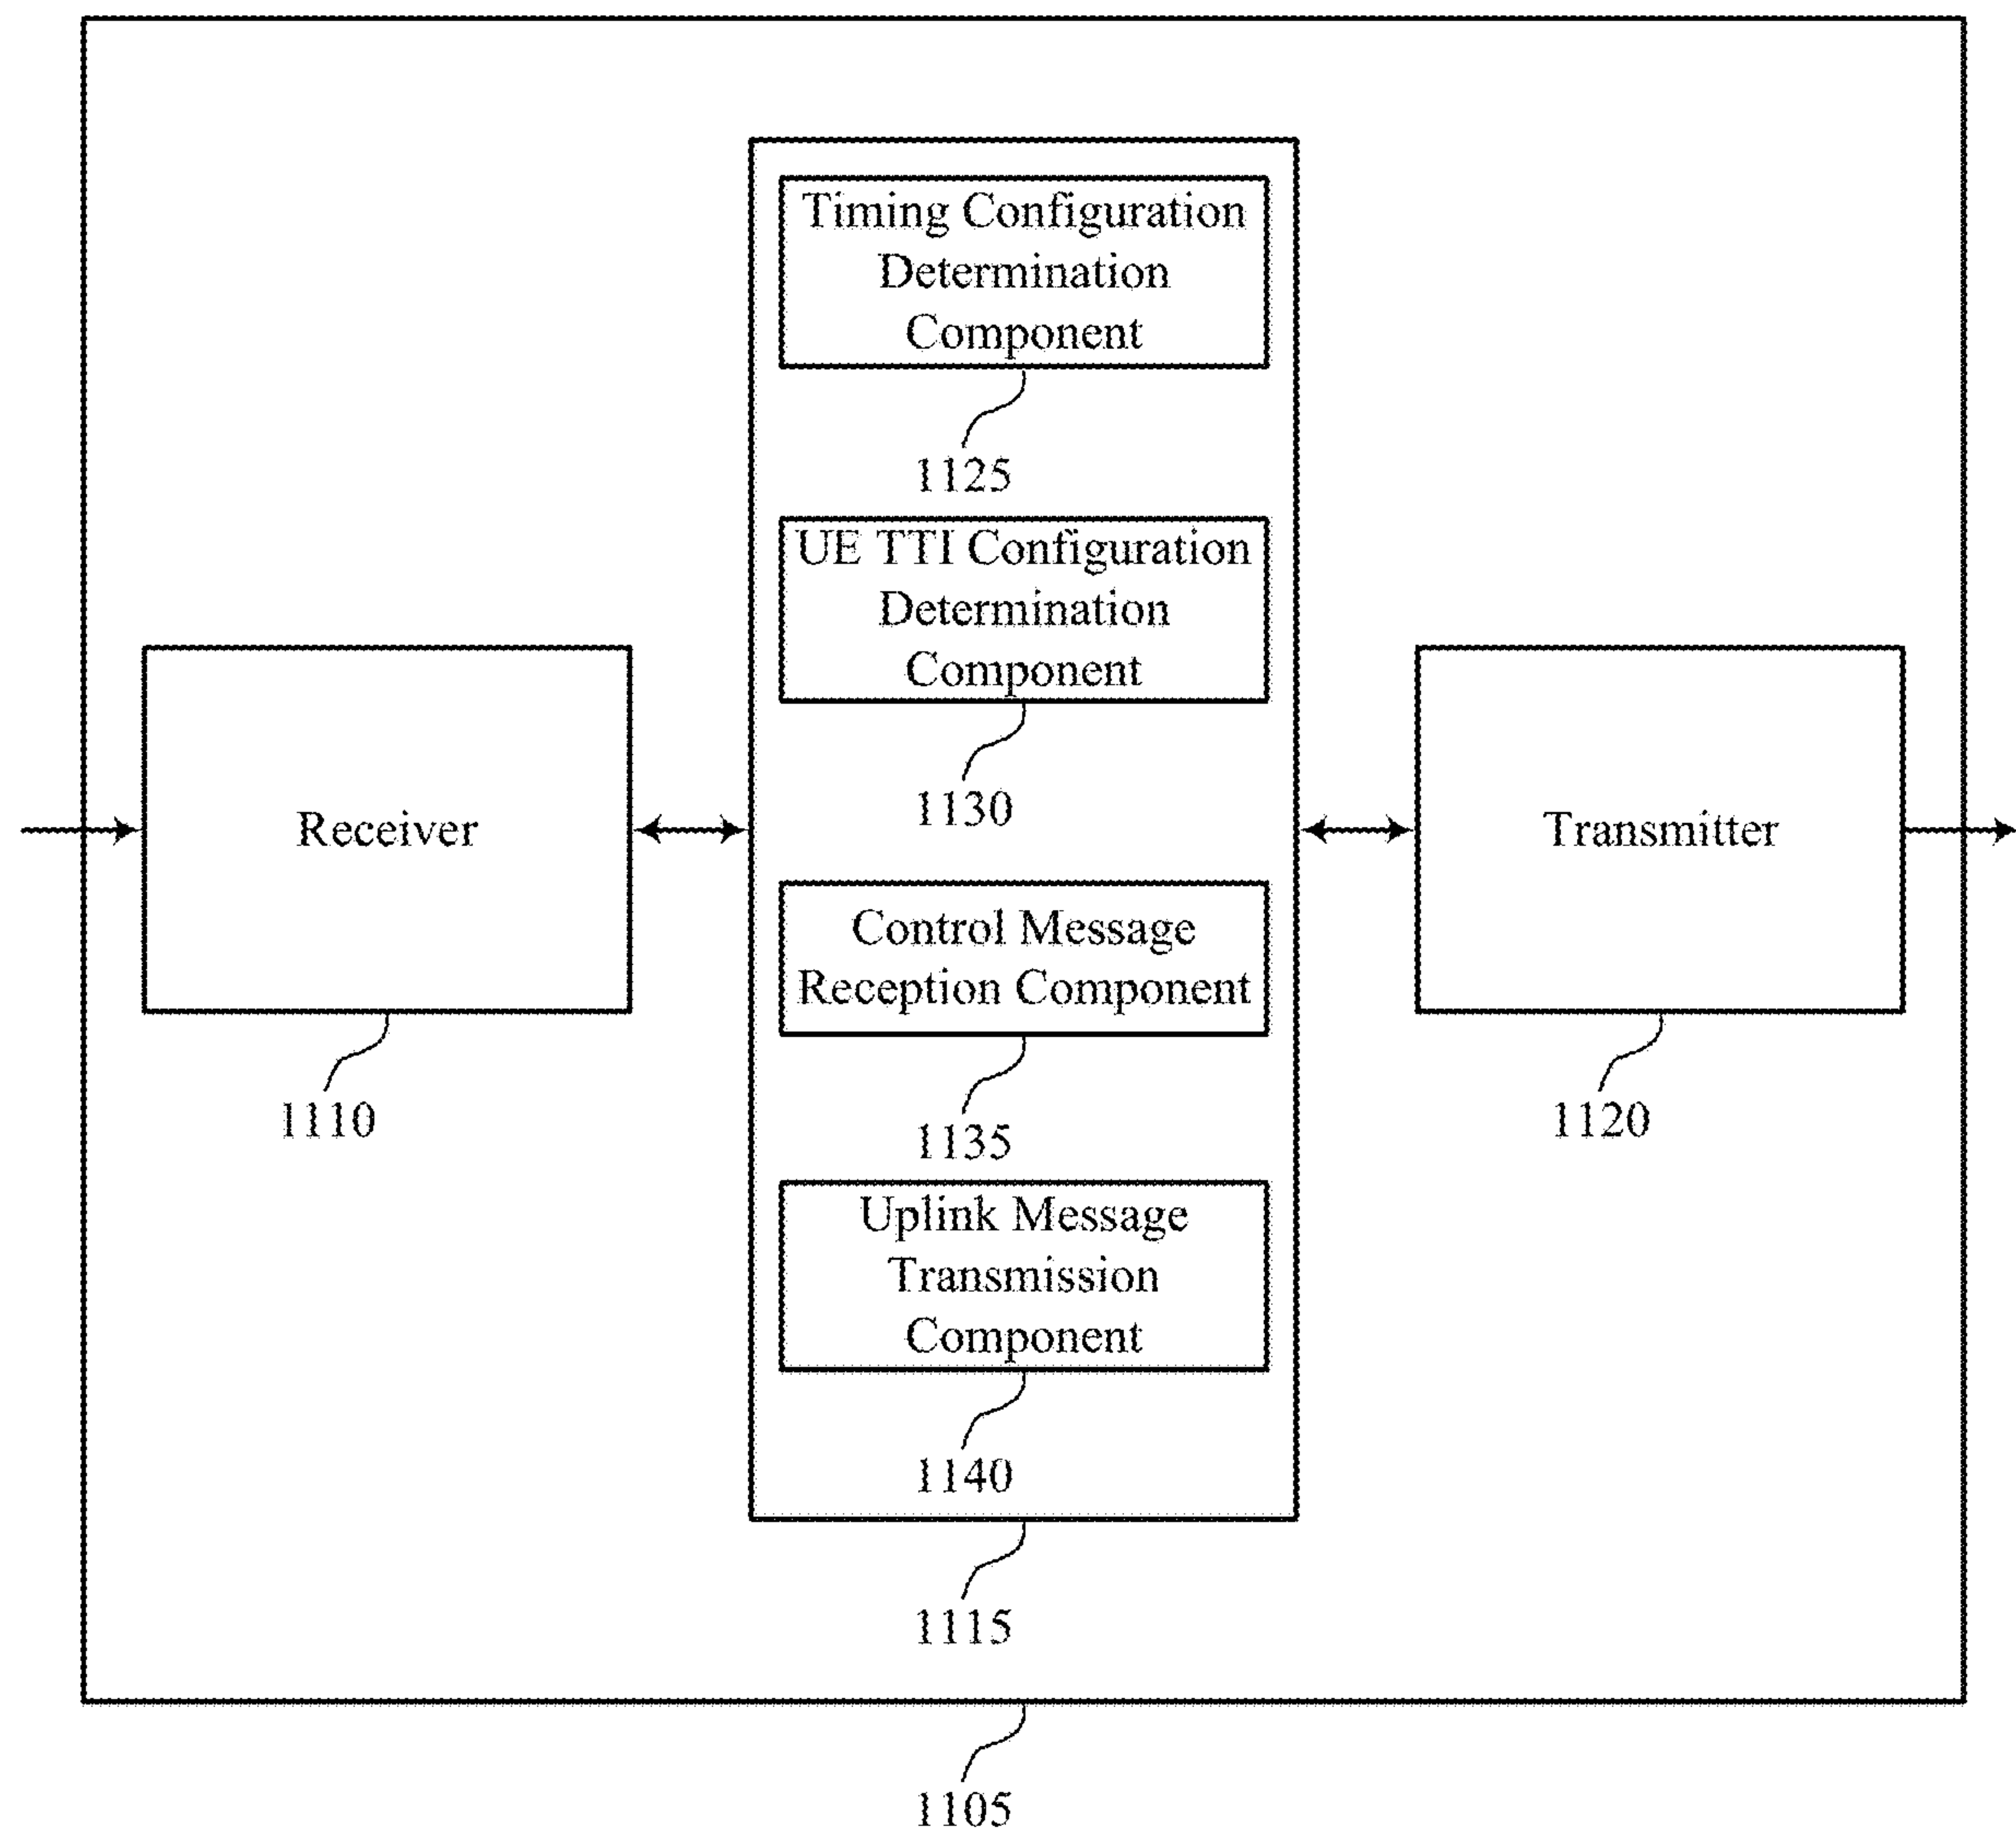 Timing Configuration
Determination
Component
1125
UE TTI Configuration
Determination
Component
1130
Receiver
1110
Control Message
Reception Component
1135
Transmitter
1120
Uplink Message
Transmission
Component
1140
1115
1105